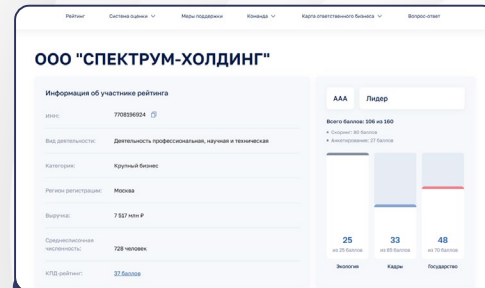 Рейтинг Система оценки Меры поддержки Команда Карта ответственного бизнеса Вопрос-ответ
ООО "СПЕКТРУМ-ХОЛДИНГ"
Информация об участнике рейтинга
ИНН: 7708196924
Вид деятельности: Деятельность профессиональная, научная и техническая
Категория: Крупный бизнес
Регион регистрации: Москва
Выручка: 7 517 млн ₽
Среднесписочная
численность: 728 человек
КПД-рейтинг: 37 баллов
ААА Лидер
Всего баллов: 106 из 160
• Скоринг: 80 баллов
• Анкетирование: 27 баллов
25 33 48
из 25 баллов из 65 баллов из 70 баллов
Экология Кадры Государство